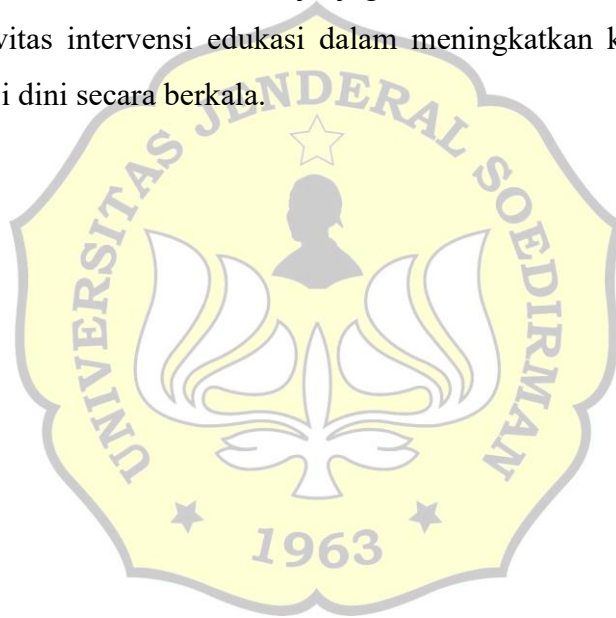 vitas intervensi edukasi dalam meningkatkan k
i dini secara berkala.
UNIVERSITAS JENDERAL SOEDIRMAN
1963